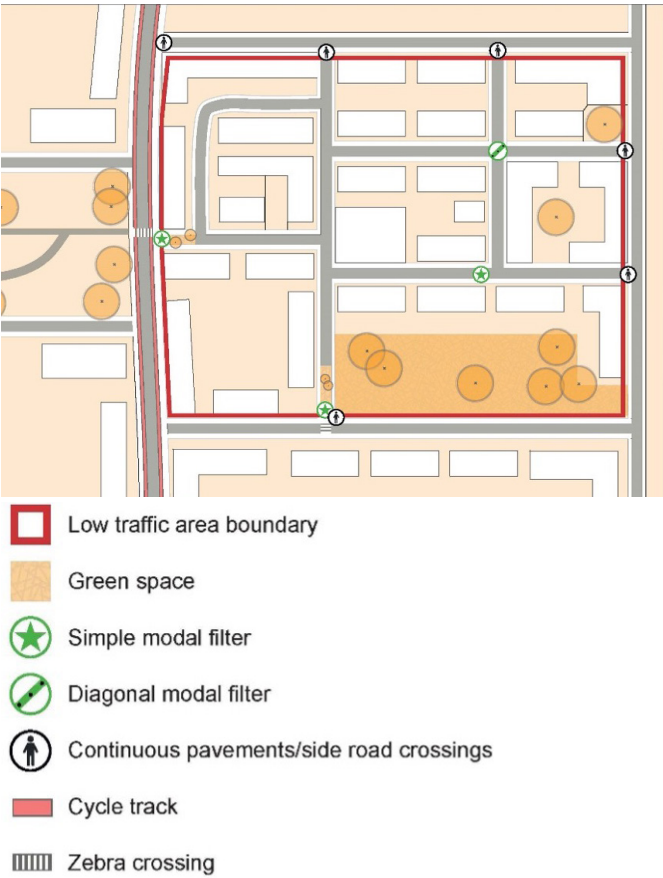 Low traffic area boundary
Green space
Simple modal filter
Diagonal modal filter
Continuous pavements/side road crossings
Cycle track
Zebra crossing